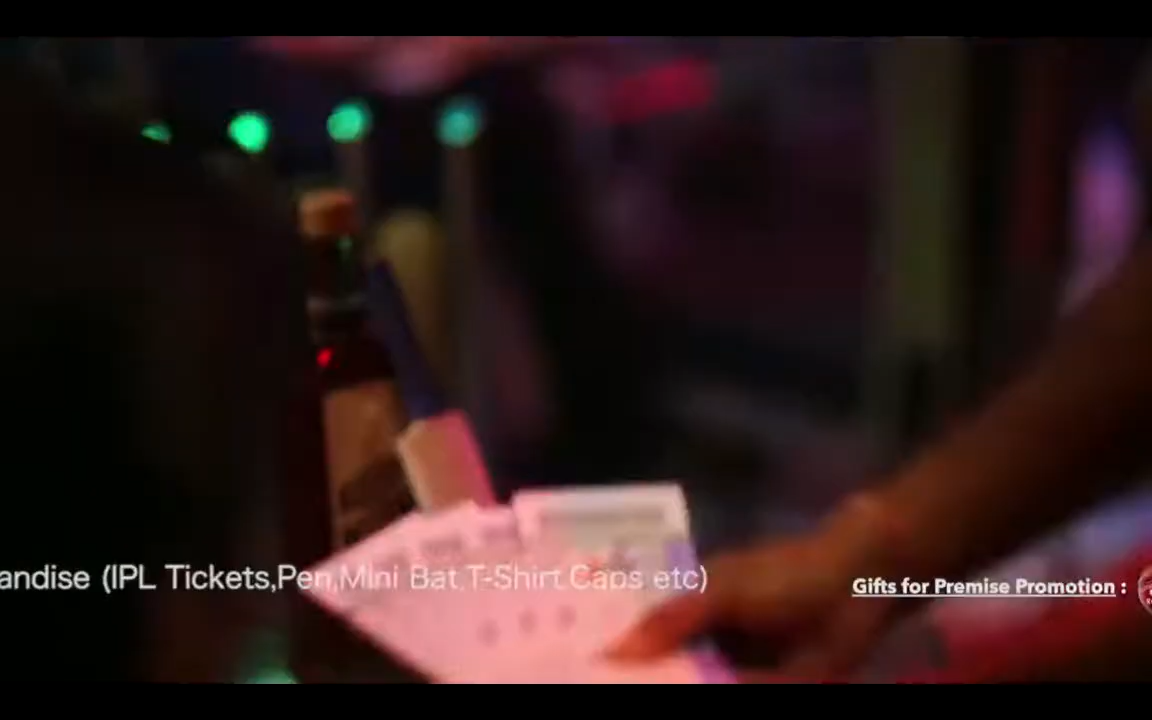 andise (IPL Tickets,Pen,Mini Bat,T-Shirt,Caps etc) Gifts for Premise Promotion :